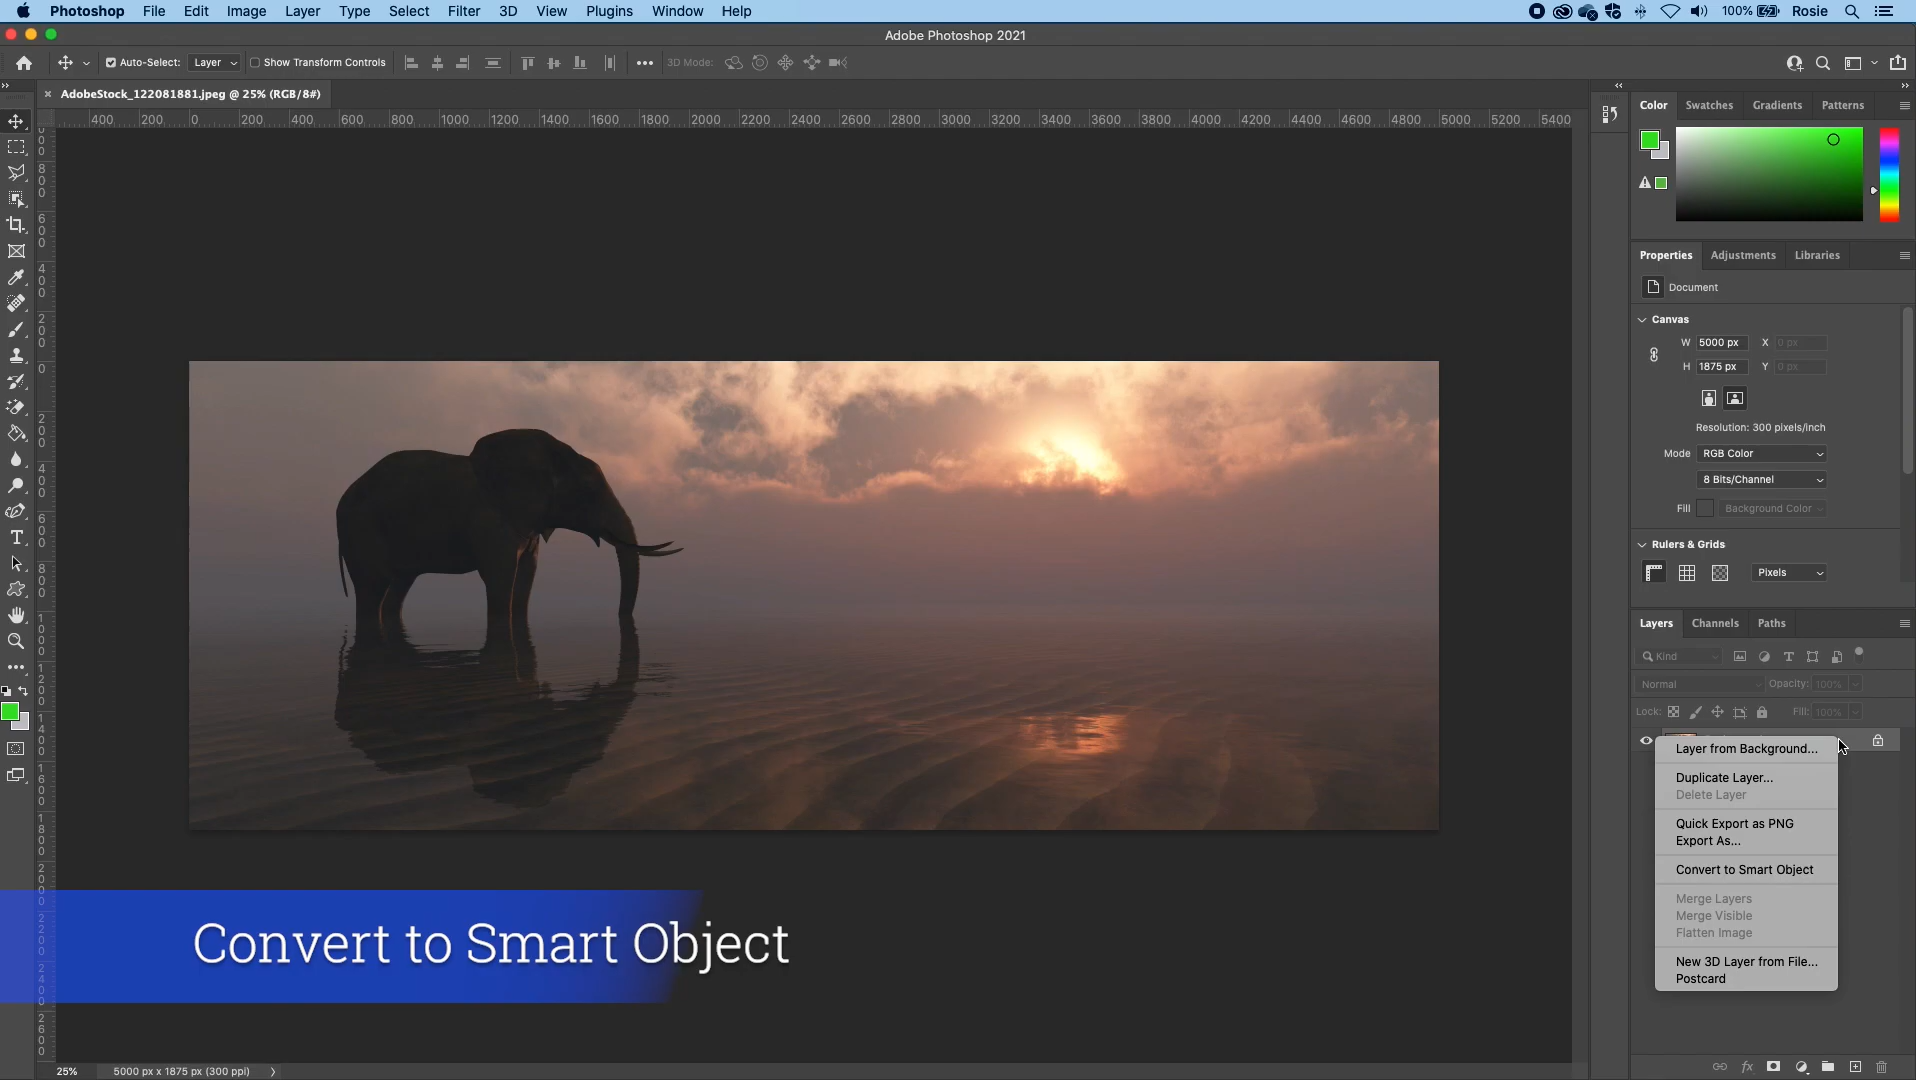 Photoshop File Edit Image Layer Type Select Filter 3D View Plugins Window Help 100% Rosie
Adobe Photoshop 2021
Auto-Select: Layer Show Transform Controls 3D Mode:
AdobeStock_122081881.jpeg @ 25% (RGB/8#)
400 200 0 200 400 600 800 1000 1200 1400 1600 1800 2000 2200 2400 2600 2800 3000 3200 3400 3600 3800 4000 4200 4400 4600 4800 5000 5200 5400
Color Swatches Gradients Patterns
Properties Adjustments Libraries
Document
Canvas
W 5000 px X 0 px
H 1875 px Y 0 px
Resolution: 300 pixels/inch
Mode RGB Color
8 Bits/Channel
Fill Background Color
Rulers & Grids
Pixels
Layers Channels Paths
Kind
Normal Opacity: 100%
Lock: Fill: 100%
Layer from Background...
Duplicate Layer...
Delete Layer
Quick Export as PNG
Export As...
Convert to Smart Object
Merge Layers
Merge Visible
Flatten Image
New 3D Layer from File...
Postcard
Convert to Smart Object
25% 5000 px x 1875 px (300 ppi)